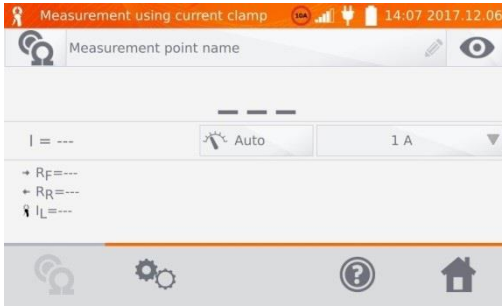 Measurement using current clamp 10A 14:07 2017.12.06
Measurement point name
---
I = --- Auto 1 A
→ RF=---
← RR=---
IL=---